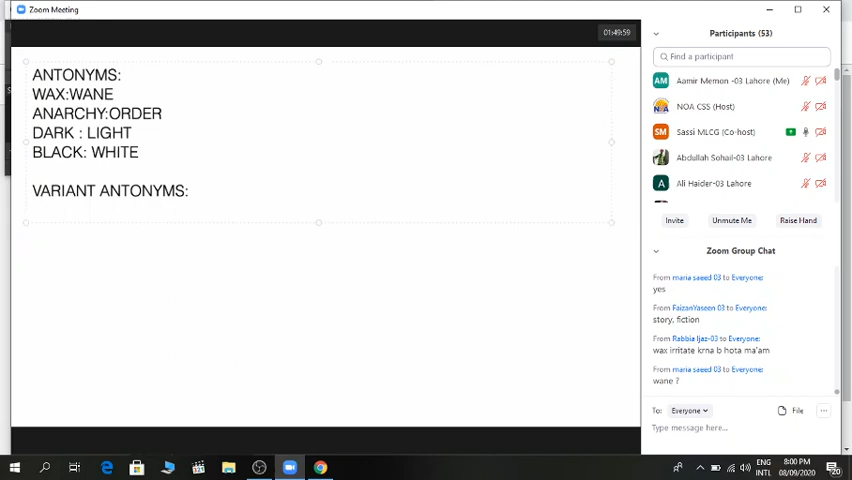 Zoom Meeting
01:49:59
ANTONYMS:
WAX:WANE
ANARCHY:ORDER
DARK : LIGHT
BLACK: WHITE
VARIANT ANTONYMS:
Participants (53)
Find a participant
AM Aamir Memon -03 Lahore (Me)
NOA CSS (Host)
SM Sassi MLCG (Co-host)
Abdullah Sohail-03 Lahore
A Ali Haider-03 Lahore
Invite Unmute Me Raise Hand
Zoom Group Chat
From maria saeed 03 to Everyone:
yes
From FaizanYaseen 03 to Everyone:
story, fiction
From Rabbia Ijaz-03 to Everyone:
wax irritate krna b hota ma'am
From maria saeed 03 to Everyone:
wane ?
To: Everyone File
Type message here...
ENG 8:00 PM
INTL 08/09/2020
20